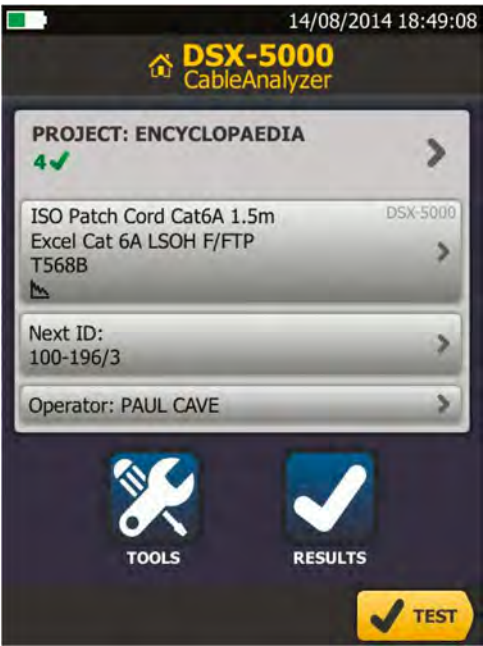 14/08/2014 18:49:08
DSX-5000
CableAnalyzer
PROJECT: ENCYCLOPAEDIA
4
ISO Patch Cord Cat6A 1.5m
DSX-5000
Excel Cat 6A LSOH F/FTP
T568B
Next ID:
100-196/3
Operator: PAUL CAVE
TOOLS
RESULTS
TEST